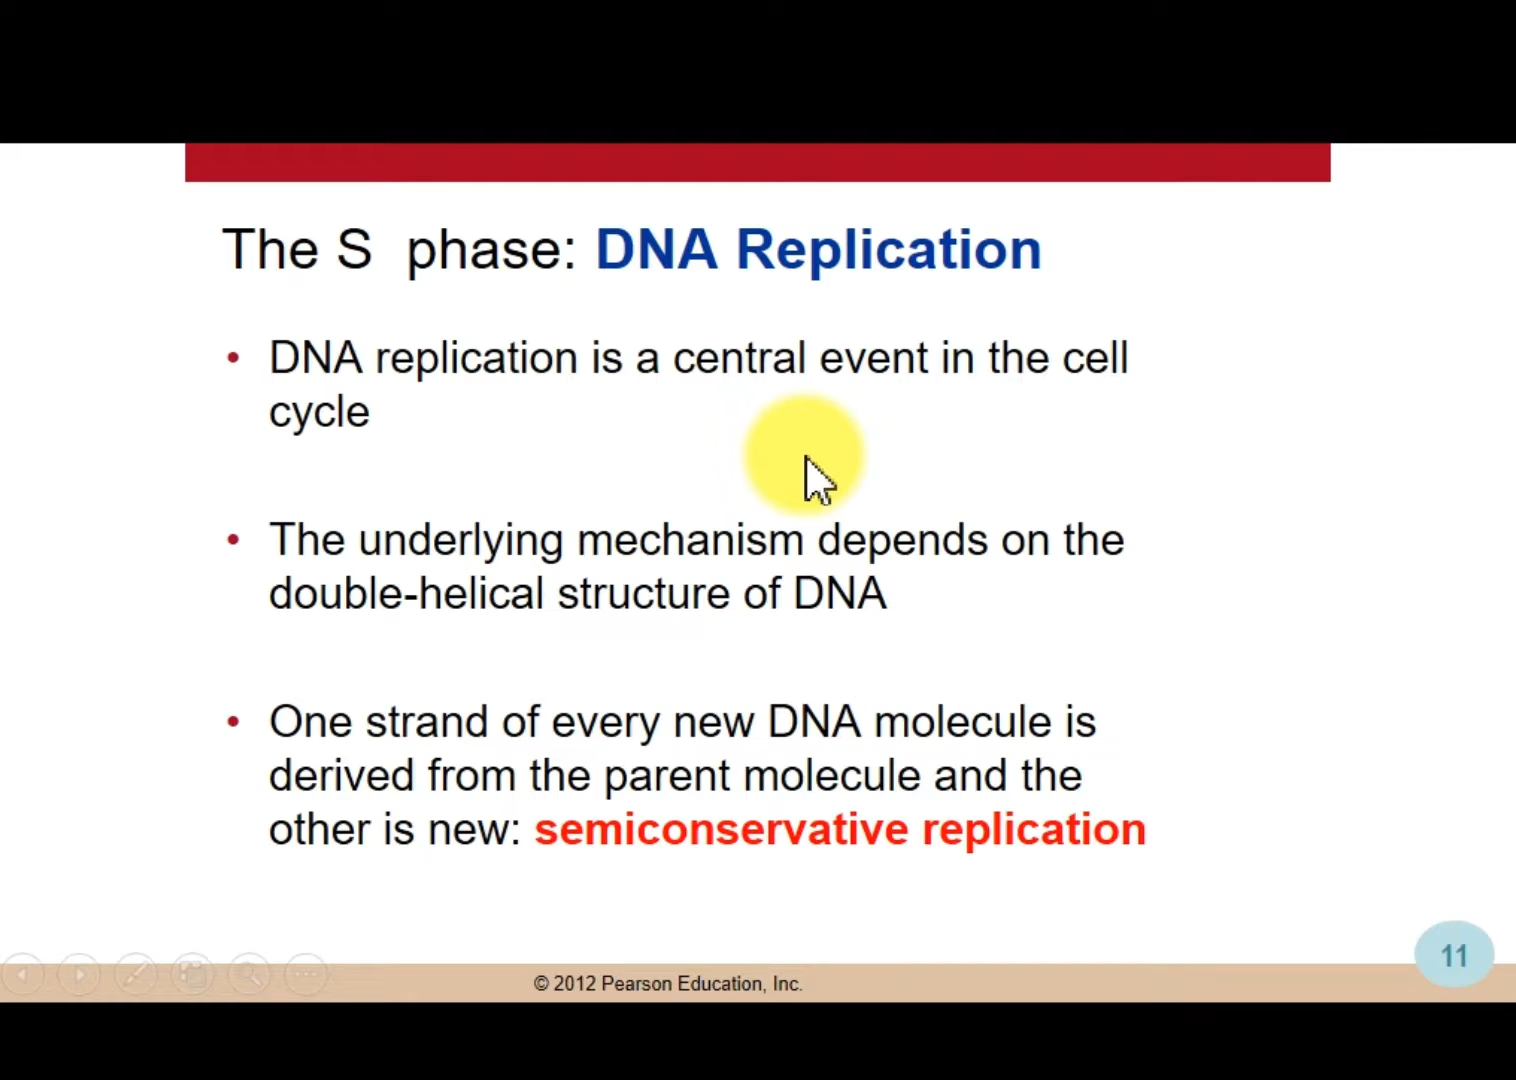 The S  phase: DNA Replication
• DNA replication is a central event in the cell
cycle
• The underlying mechanism depends on the
double-helical structure of DNA
• One strand of every new DNA molecule is
derived from the parent molecule and the
other is new: semiconservative replication
11
© 2012 Pearson Education, Inc.